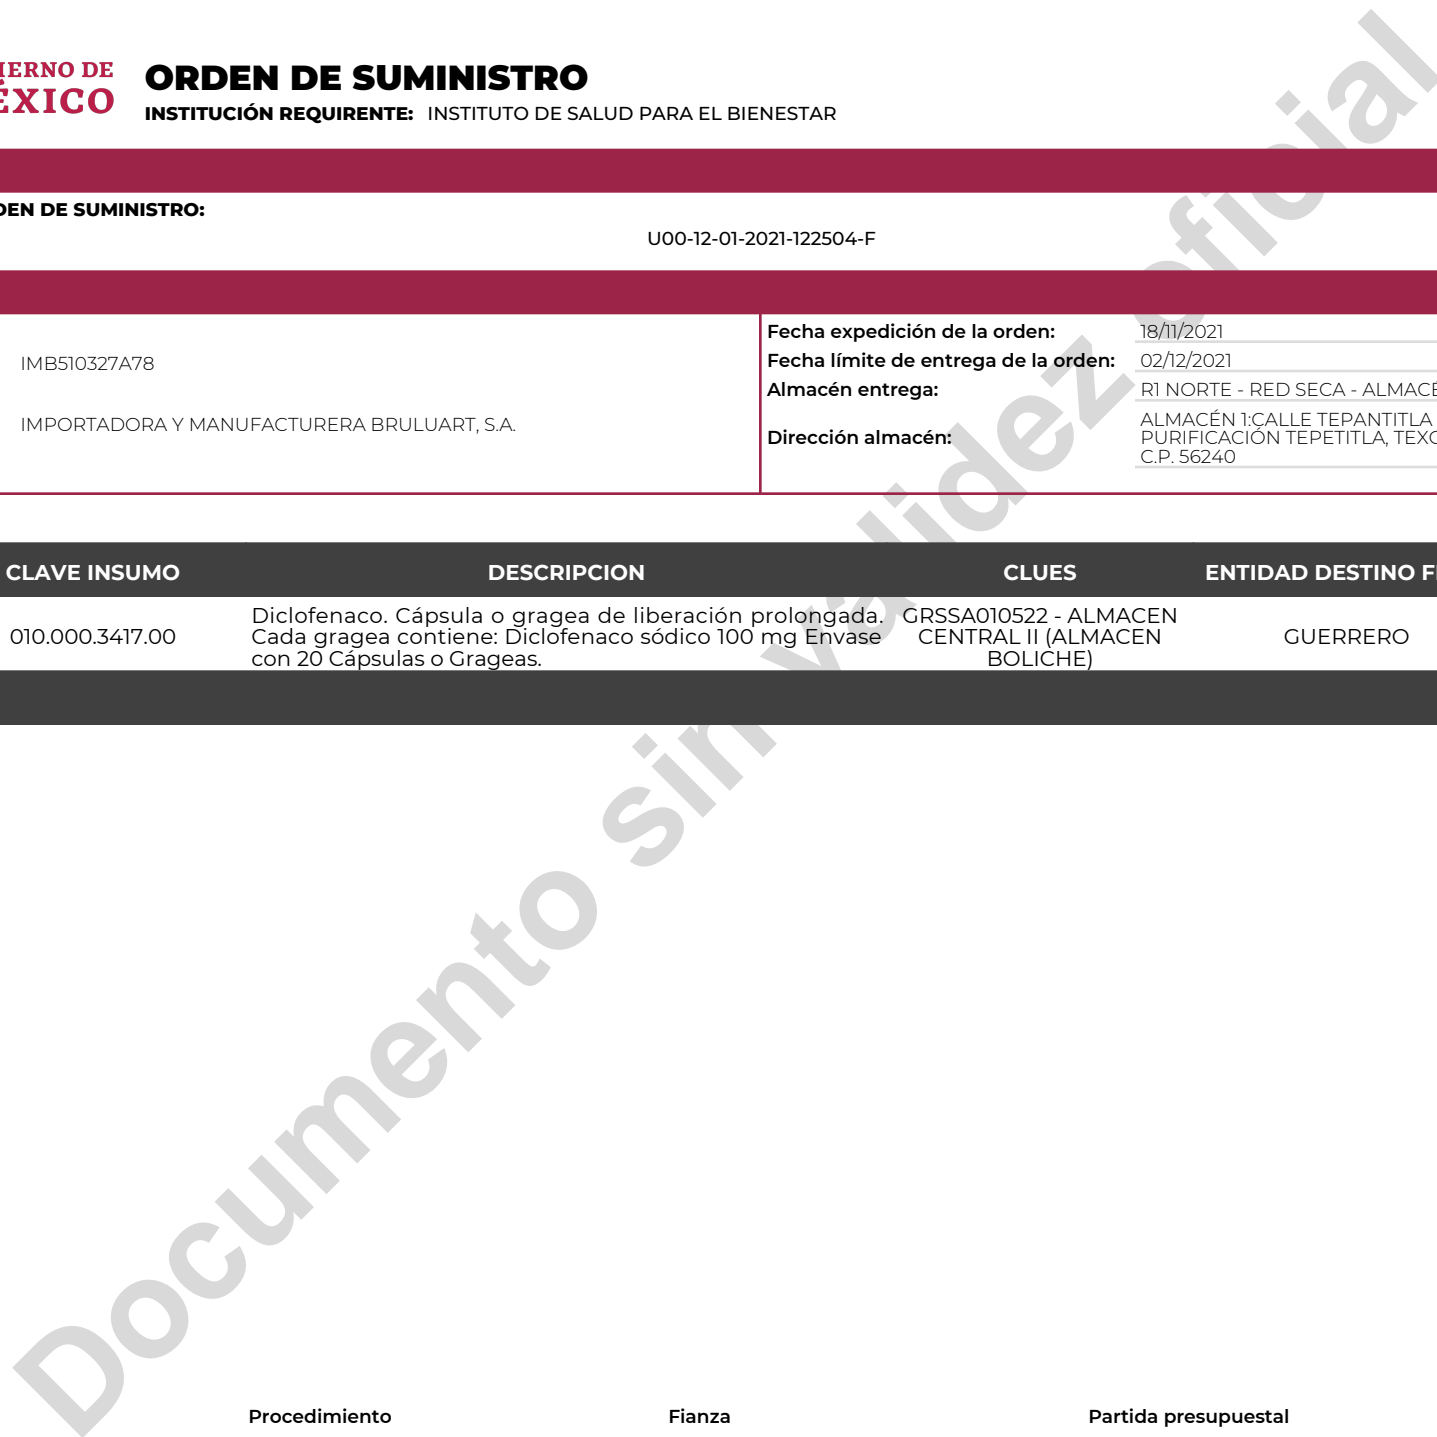 IERNO DE
ÉXICO
ORDEN DE SUMINISTRO
INSTITUCIÓN REQUIRENTE: INSTITUTO DE SALUD PARA EL BIENESTAR
DEN DE SUMINISTRO:
U00-12-01-2021-122504-F
IMB510327A78
IMPORTADORA Y MANUFACTURERA BRULUART, S.A.
Fecha expedición de la orden: 18/11/2021
Fecha límite de entrega de la orden: 02/12/2021
Almacén entrega: R1 NORTE - RED SECA - ALMACÉ
Dirección almacén:
ALMACÉN 1:CALLE TEPANTITLA
PURIFICACIÓN TEPETITLA, TEXC
C.P. 56240
CLAVE INSUMO DESCRIPCION CLUES ENTIDAD DESTINO FI
010.000.3417.00
Diclofenaco. Cápsula o gragea de liberación prolongada.
Cada gragea contiene: Diclofenaco sódico 100 mg Envase
con 20 Cápsulas o Grageas.
GRSSA010522 - ALMACEN
CENTRAL II (ALMACEN
BOLICHE)
GUERRERO
Documento sin validez oficial
Procedimiento Fianza Partida presupuestal